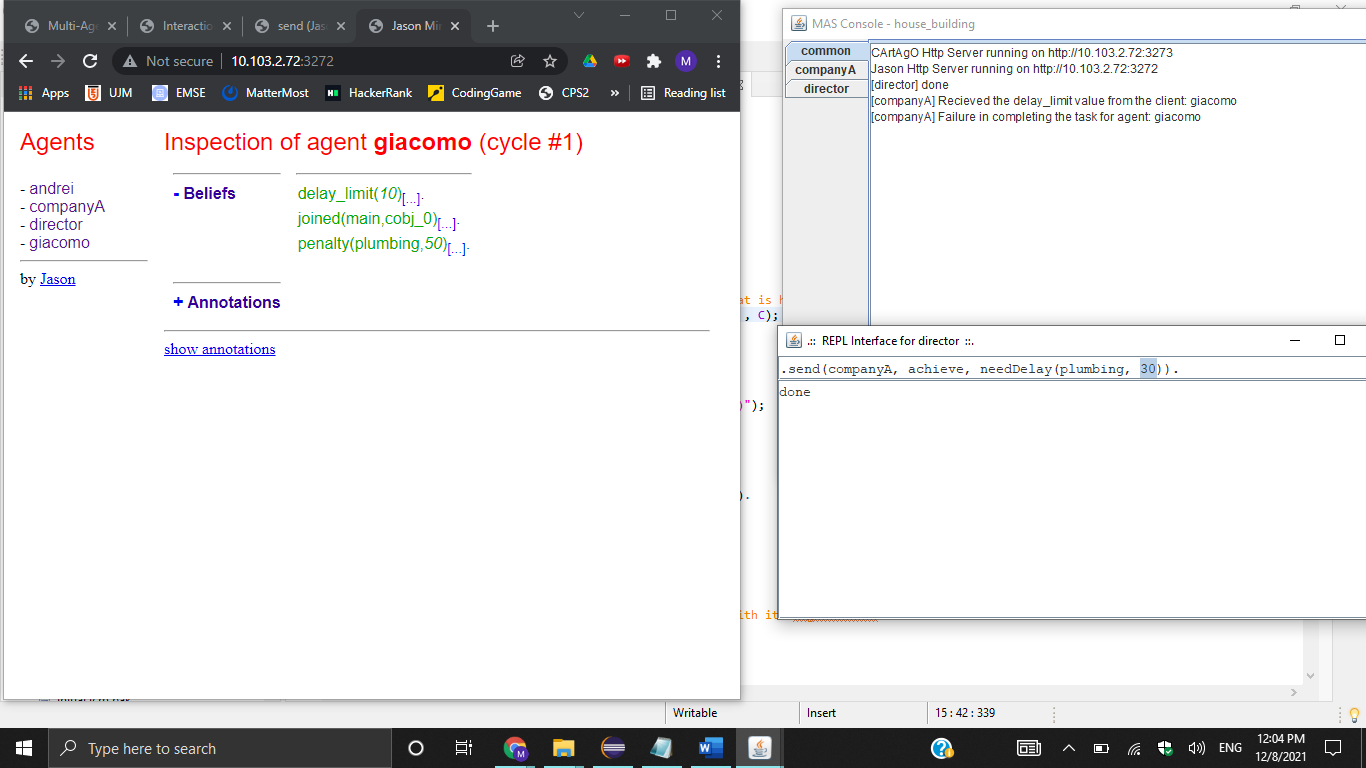 Multi-Ag
Interactio
send (Jas
Jason Mi
Not secure
10.103.2.72:3272
M
Apps
UJM
EMSE
MatterMost
HackerRank
CodingGame
CPS2
»
Reading list
Agents
- andrei
- companyA
- director
- giacomo
by Jason
Inspection of agent giacomo (cycle #1)
- Beliefs
delay_limit(10)[...].
joined(main,cobj_0)[...].
penalty(plumbing,50)[...].
+ Annotations
show annotations
MAS Console - house_building
common
companyA
director
CArtAgO Http Server running on http://10.103.2.72:3273
Jason Http Server running on http://10.103.2.72:3272
[director] done
[companyA] Recieved the delay_limit value from the client: giacomo
[companyA] Failure in completing the task for agent: giacomo
at is h
, C);
)");
).
ith it
.:: REPL Interface for director ::.
.send(companyA, achieve, needDelay(plumbing, 30)).
done
Writable
Insert
15 : 42 : 339
Type here to search
ENG
12:04 PM
12/8/2021